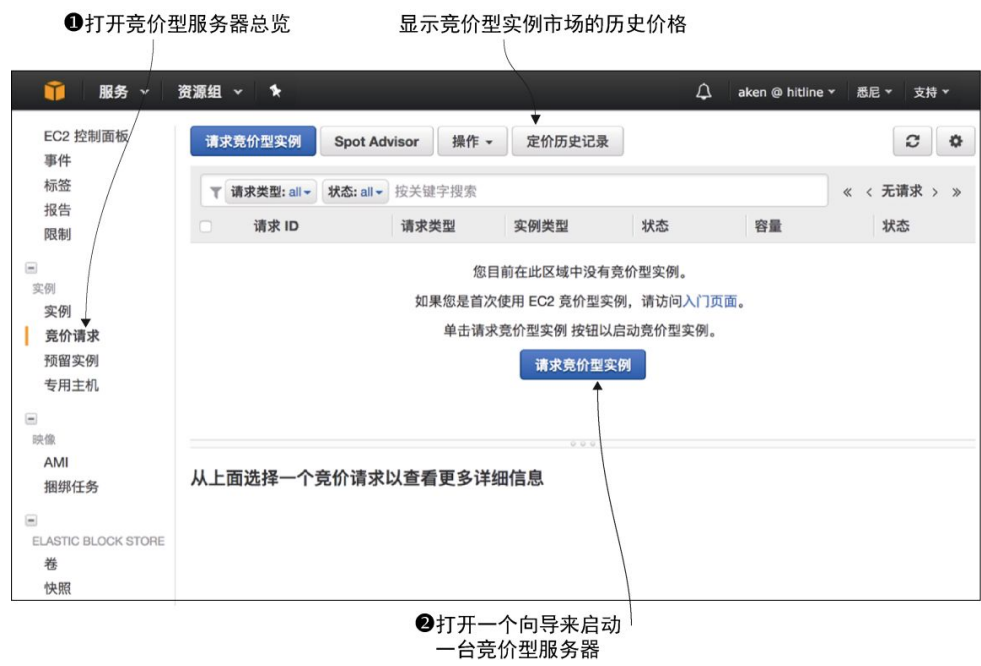 ❶打开竞价型服务器总览
显示竞价型实例市场的历史价格
服务 资源组 aken @ hitline 悉尼 支持
EC2 控制面板
事件
标签
报告
限制
实例
实例
竞价请求
预留实例
专用主机
映像
AMI
捆绑任务
ELASTIC BLOCK STORE
卷
快照
请求竞价型实例 Spot Advisor 操作 定价历史记录
请求类型: all 状态: all 按关键字搜索 « < 无请求 > »
请求 ID 请求类型 实例类型 状态 容量 状态
您目前在此区域中没有竞价型实例。
如果您是首次使用 EC2 竞价型实例，请访问入门页面。
单击请求竞价型实例 按钮以启动竞价型实例。
请求竞价型实例
从上面选择一个竞价请求以查看更多详细信息
❷打开一个向导来启动
一台竞价型服务器